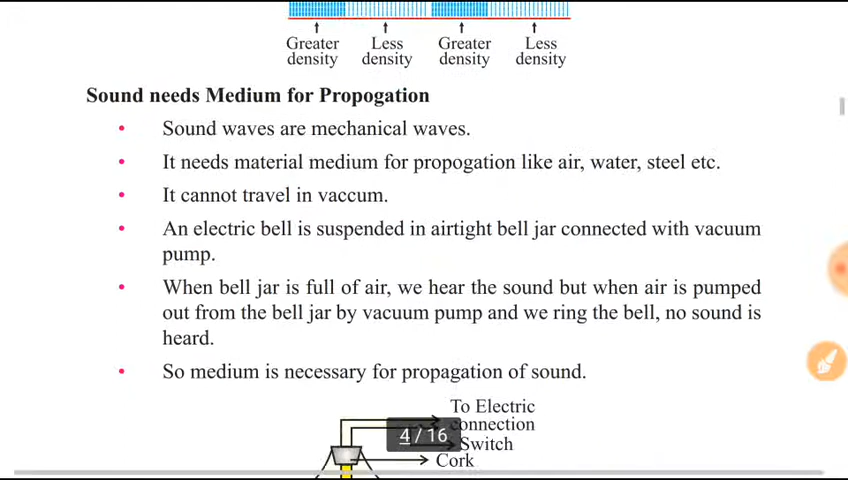 Greater Less Greater Less
density density density density
Sound needs Medium for Propogation
• Sound waves are mechanical waves.
• It needs material medium for propogation like air, water, steel etc.
• It cannot travel in vaccum.
• An electric bell is suspended in airtight bell jar connected with vacuum
pump.
• When bell jar is full of air, we hear the sound but when air is pumped
out from the bell jar by vacuum pump and we ring the bell, no sound is
heard.
• So medium is necessary for propagation of sound.
To Electric
connection
4 / 16
Switch
Cork